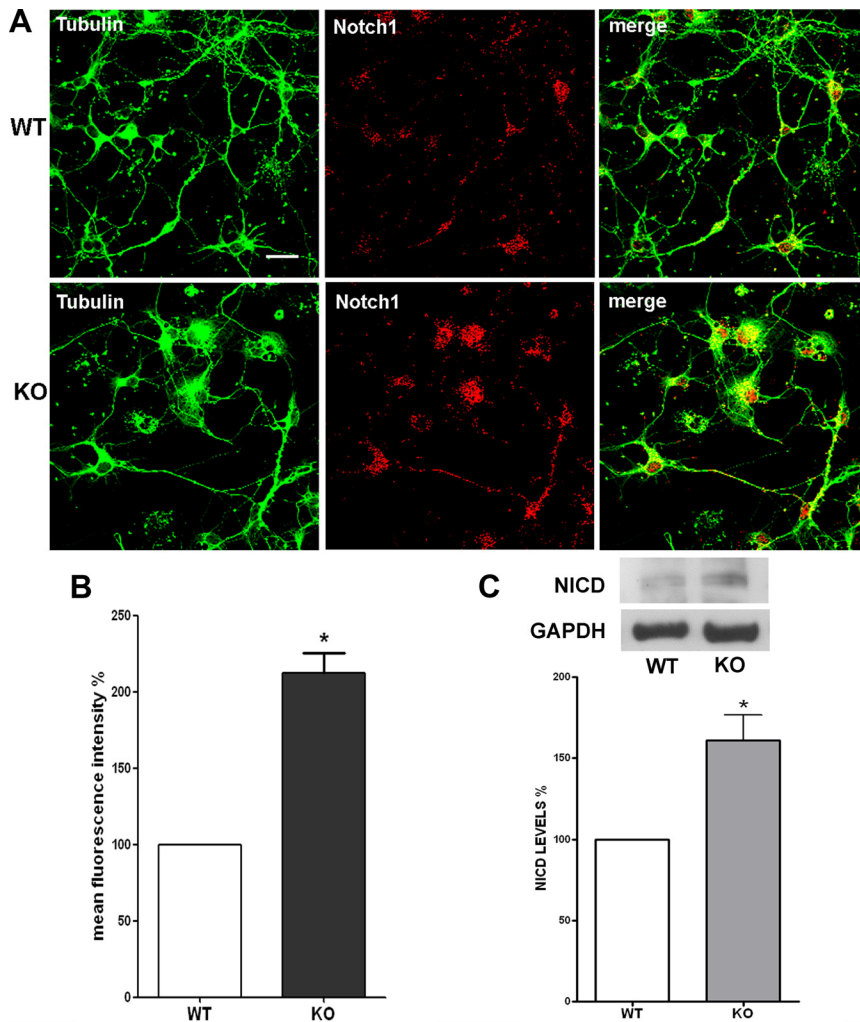 A
Tubulin
Notch1
merge
WT
Tubulin
Notch1
merge
KO
B
250
200
150
100
50
0
mean fluorescence intensity %
*
WT
KO
C
NICD
GAPDH
WT
KO
200
150
100
50
0
NICD LEVELS %
*
WT
KO